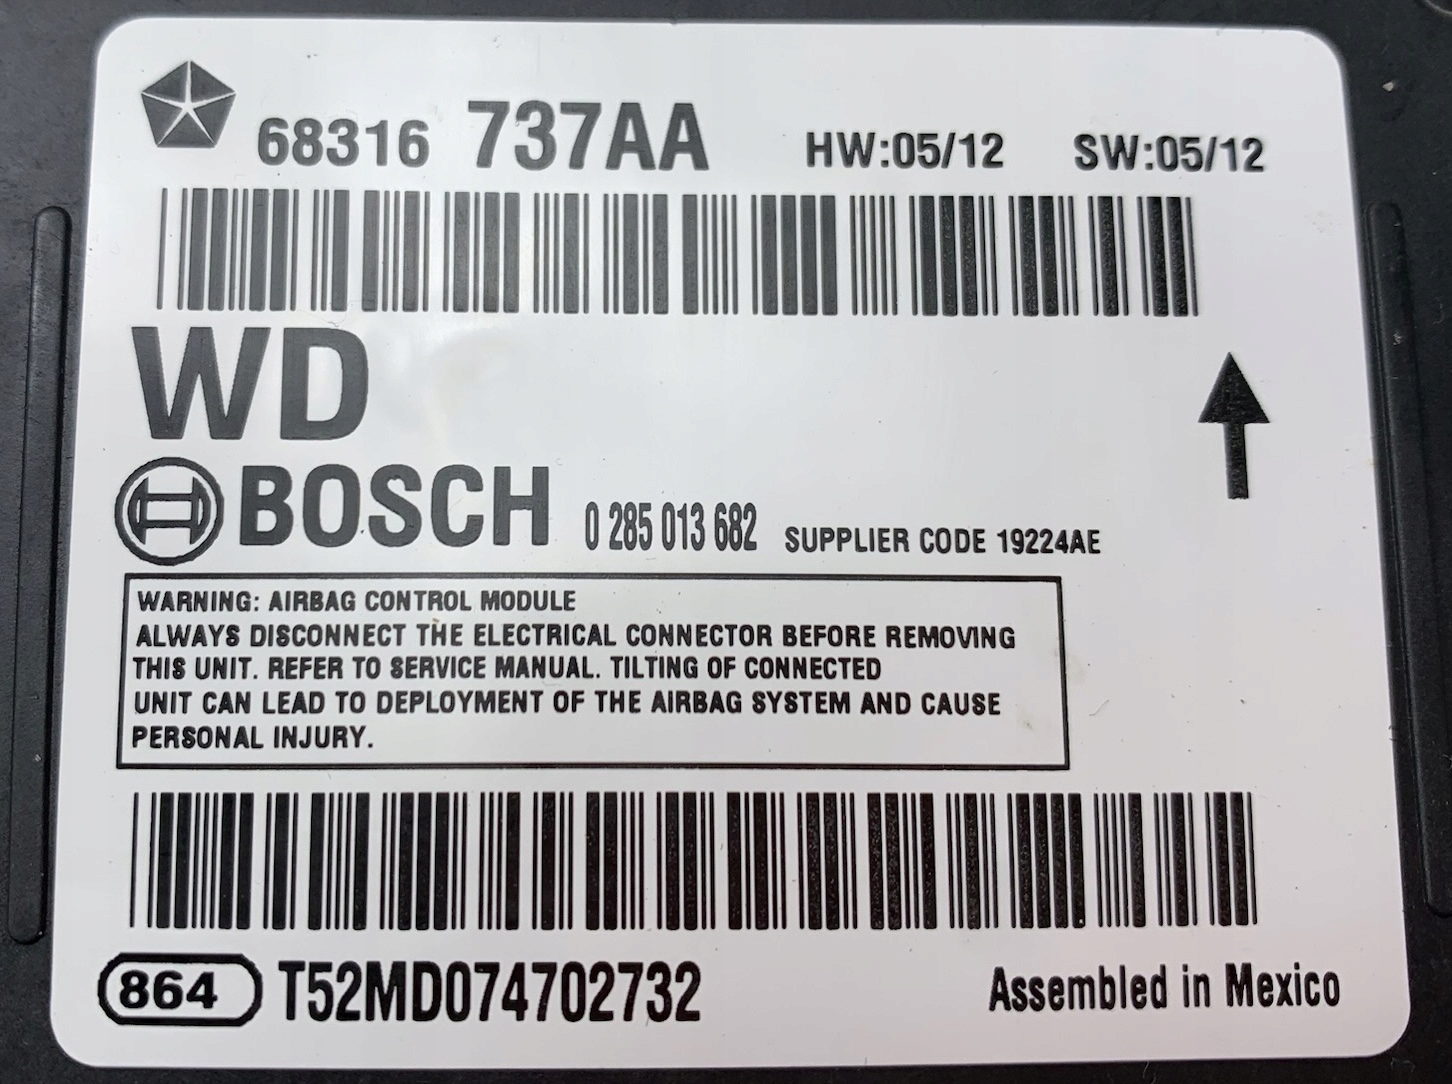 68316 737AA HW:05/12 SW:05/12
WD
BOSCH 0 285 013 682 SUPPLIER CODE 19224AE
WARNING: AIRBAG CONTROL MODULE
ALWAYS DISCONNECT THE ELECTRICAL CONNECTOR BEFORE REMOVING
THIS UNIT. REFER TO SERVICE MANUAL. TILTING OF CONNECTED
UNIT CAN LEAD TO DEPLOYMENT OF THE AIRBAG SYSTEM AND CAUSE
PERSONAL INJURY.
864 T52MD074702732 Assembled in Mexico